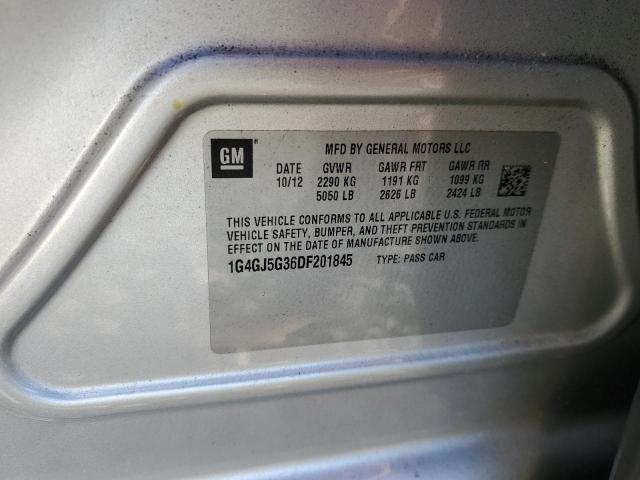 GM
MFD BY GENERAL MOTORS LLC
DATE GVWR GAWR FRT GAWR RR
10/12 2290 KG 1191 KG 1099 KG
5050 LB 2626 LB 2424 LB
THIS VEHICLE CONFORMS TO ALL APPLICABLE U.S. FEDERAL MOTOR
VEHICLE SAFETY, BUMPER, AND THEFT PREVENTION STANDARDS IN
EFFECT ON THE DATE OF MANUFACTURE SHOWN ABOVE.
1G4GJ5G36DF201845 TYPE: PASS CAR